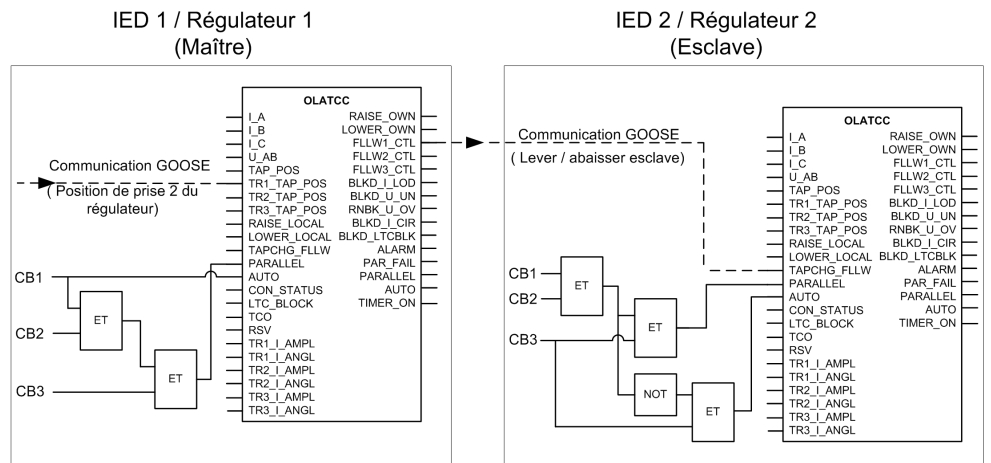 IED 1 / Régulateur 1
(Maître)
IED 2 / Régulateur 2
(Esclave)
OLATCC
I_A
RAISE_OWN
I_B
LOWER_OWN
I_C
FLLW1_CTL
U_AB
FLLW2_CTL
TAP_POS
FLLW3_CTL
TR1_TAP_POS
BLKD_I_LOD
TR2_TAP_POS
BLKD_U_UN
TR3_TAP_POS
RNBK_U_OV
RAISE_LOCAL
BLKD_I_CIR
LOWER_LOCAL
BLKD_LTCBLK
TAPCHG_FLLW
ALARM
PARALLEL
PAR_FAIL
AUTO
PARALLEL
CON_STATUS
AUTO
LTC_BLOCK
TIMER_ON
TCO
RSV
TR1_I_AMPL
TR1_I_ANGL
TR2_I_AMPL
TR2_I_ANGL
TR3_I_AMPL
TR3_I_ANGL
Communication GOOSE
( Position de prise 2 du
régulateur)
CB1
CB2
CB3
ET
ET
Communication GOOSE
( Lever / abaisser esclave)
OLATCC
I_A
RAISE_OWN
I_B
LOWER_OWN
I_C
FLLW1_CTL
U_AB
FLLW2_CTL
TAP_POS
FLLW3_CTL
TR1_TAP_POS
BLKD_I_LOD
TR2_TAP_POS
BLKD_U_UN
TR3_TAP_POS
RNBK_U_OV
RAISE_LOCAL
BLKD_I_CIR
LOWER_LOCAL
BLKD_LTCBLK
TAPCHG_FLLW
ALARM
PARALLEL
PAR_FAIL
AUTO
PARALLEL
CON_STATUS
AUTO
LTC_BLOCK
TIMER_ON
TCO
RSV
TR1_I_AMPL
TR1_I_ANGL
TR2_I_AMPL
TR2_I_ANGL
TR3_I_AMPL
TR3_I_ANGL
CB1
CB2
CB3
ET
ET
NOT
ET